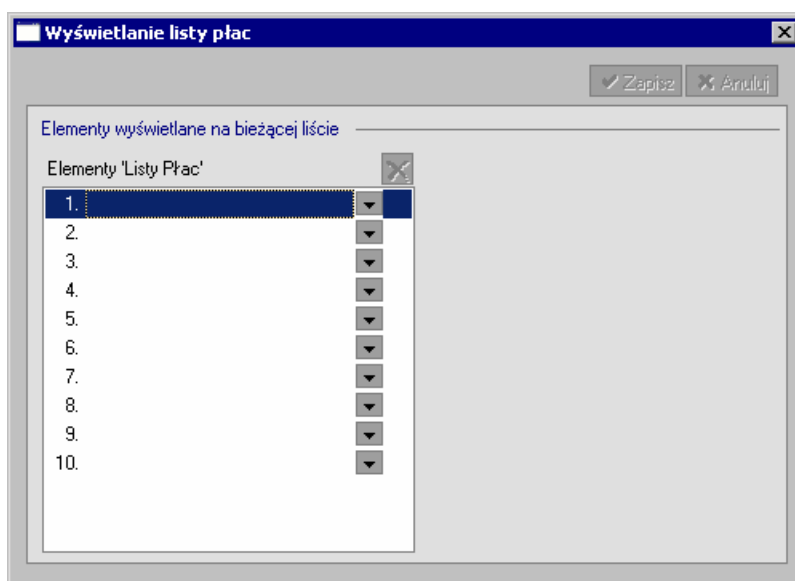 Wyświetlanie listy płac
Zapisz Anuluj
Elementy wyświetlane na bieżącej liście
Elementy 'Listy Płac'
1.
2.
3.
4.
5.
6.
7.
8.
9.
10.